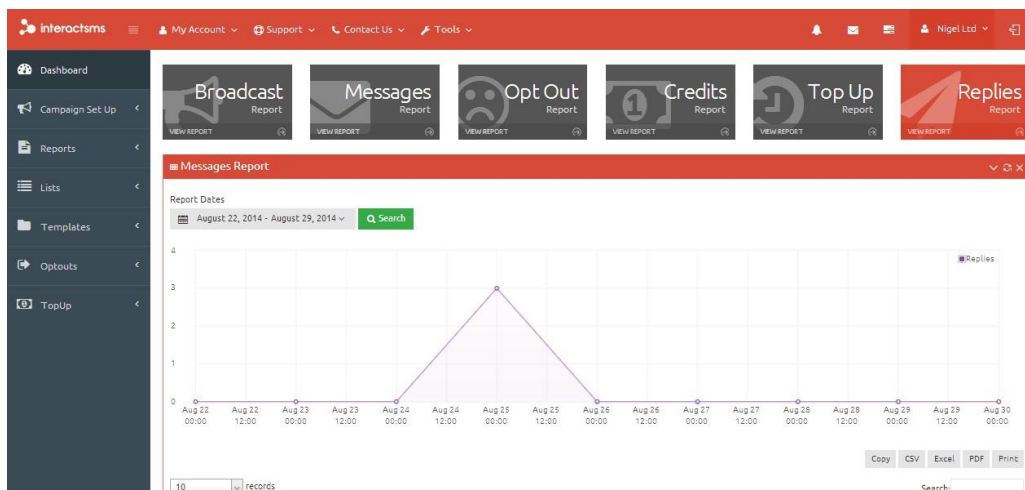 interactsms My Account Support Contact Us Tools Nigel Ltd
Dashboard
Campaign Set Up
Reports
Lists
Templates
Optouts
TopUp
Broadcast
Report
VIEW REPORT
Messages
Report
VIEW REPORT
Opt Out
Report
VIEW REPORT
1
Credits
Report
VIEW REPORT
Top Up
Report
VIEW REPORT
Replies
Report
VIEW REPORT
Messages Report
Report Dates
August 22, 2014 - August 29, 2014 Search
Replies
4
3
2
1
0
Aug 22 Aug 22 Aug 23 Aug 23 Aug 24 Aug 24 Aug 25 Aug 25 Aug 26 Aug 26 Aug 27 Aug 27 Aug 28 Aug 28 Aug 29 Aug 29 Aug 30
00:00 12:00 00:00 12:00 00:00 12:00 00:00 12:00 00:00 12:00 00:00 12:00 00:00 12:00 00:00 12:00 00:00
Copy CSV Excel PDF Print
10 records Search: